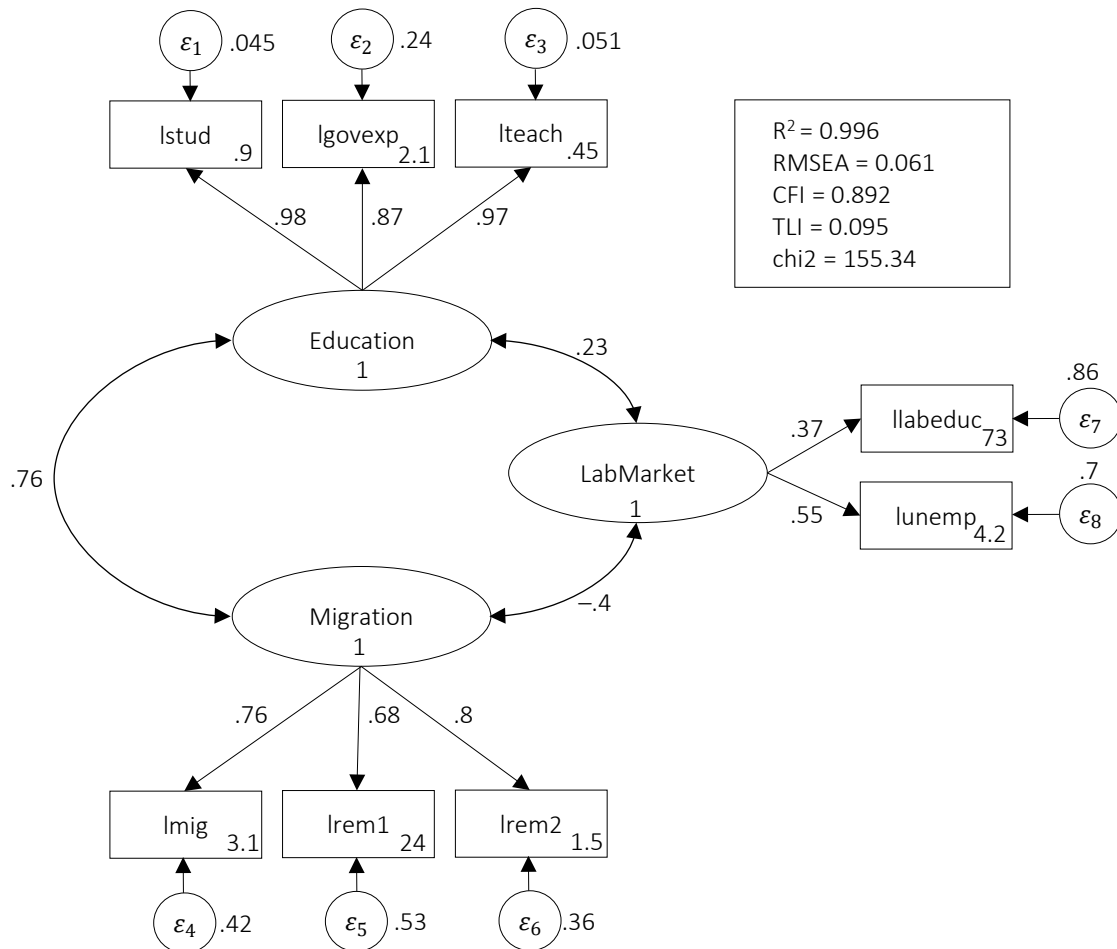 ε₁ .045
ε₂ .24
ε₃ .051
lstud
.9
lgovexp
2.1
lteach
.45
R² = 0.996
RMSEA = 0.061
CFI = 0.892
TLI = 0.095
chi2 = 155.34
.98
.87
.97
Education
1
.23
.76
LabMarket
1
.37
.55
llabeduc
73
.86
ε₇
lunemp
4.2
.7
ε₈
–.4
Migration
1
.76
.68
.8
lmig
3.1
lrem1
24
lrem2
1.5
ε₄ .42
ε₅ .53
ε₆ .36